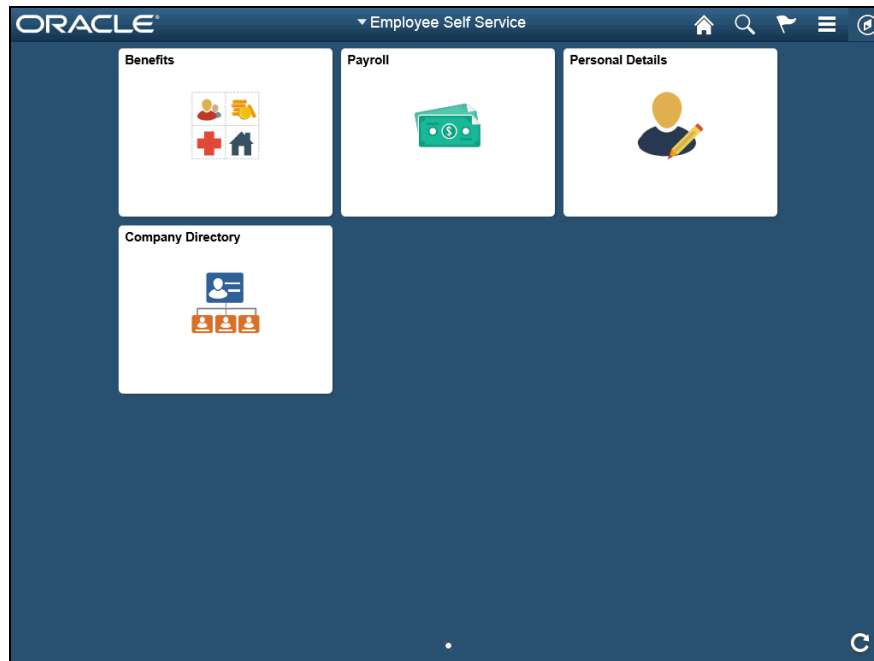 ORACLE
Employee Self Service
Benefits
Payroll
Personal Details
Company Directory